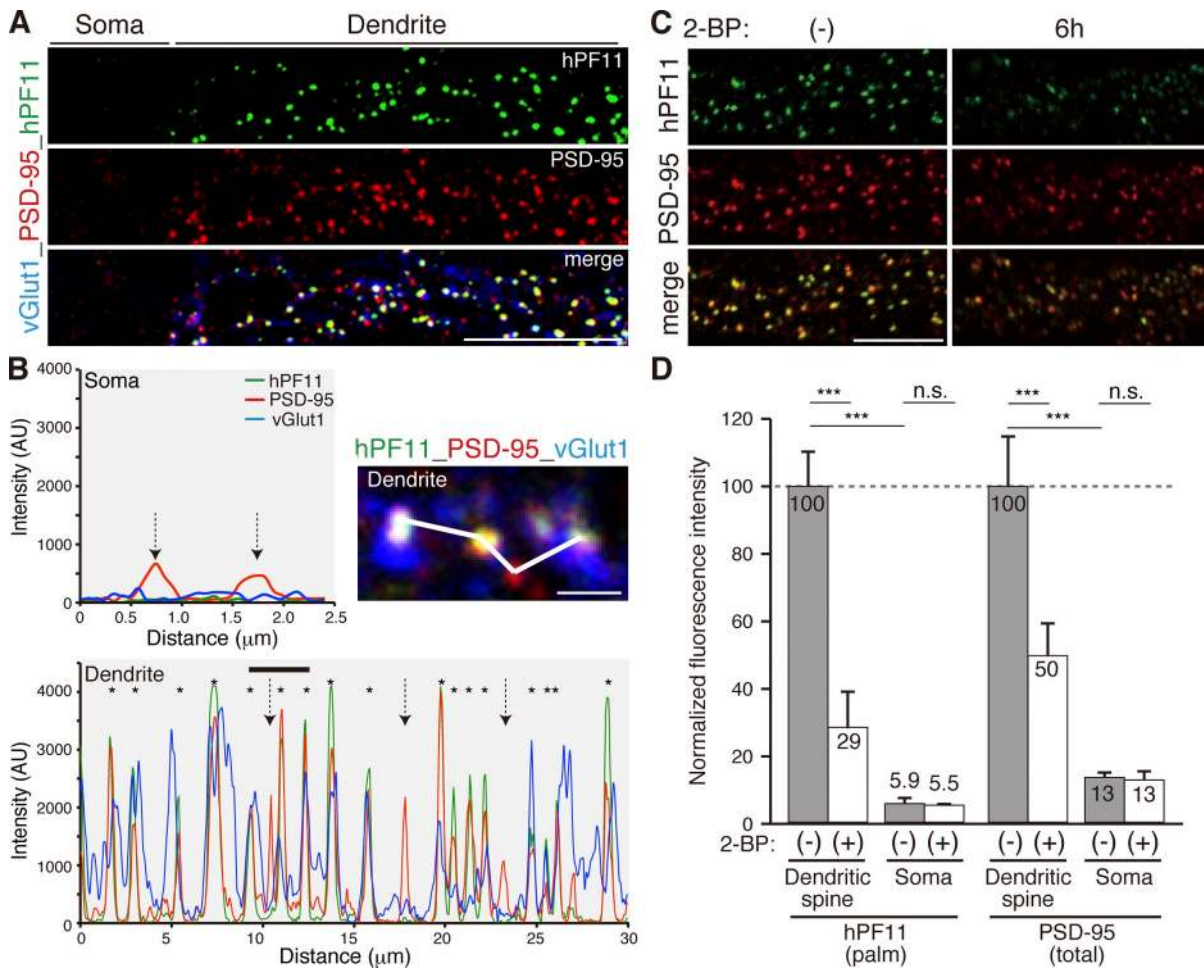 A
Soma
Dendrite
vGlut1_PSD-95_hPF11
hPF11
PSD-95
merge
B
Soma
hPF11
PSD-95
vGlut1
Intensity (AU)
4000
3000
2000
1000
0
0
0.5
1.0
1.5
2.0
2.5
Distance (μm)
hPF11_PSD-95_vGlut1
Dendrite
Dendrite
* * * * * * * * * * * * * * * * *
Intensity (AU)
4000
3000
2000
1000
0
0
5
10
15
20
25
30
Distance (μm)
C
2-BP: (-) 6h
hPF11
PSD-95
merge
D
*** n.s. *** n.s.
*** ***
Normalized fluorescence intensity
120
100
80
60
40
20
0
100
29
5.9
5.5
100
50
13
13
2-BP: (-) (+) (-) (+) (-) (+) (-) (+)
Dendritic Soma Dendritic Soma
spine spine
hPF11 PSD-95
(palm) (total)